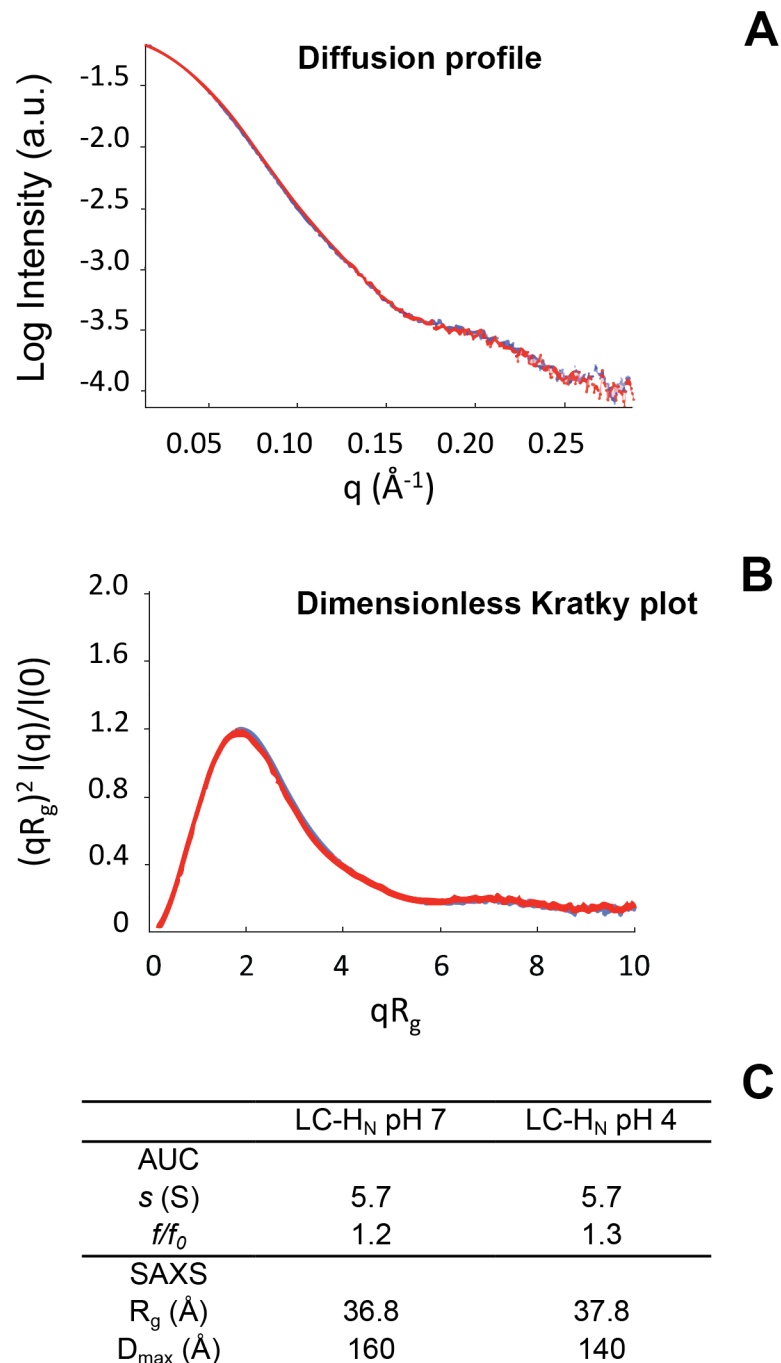 A
Diffusion profile
Log Intensity (a.u.)
-1.5
-2.0
-2.5
-3.0
-3.5
-4.0
0.05 0.10 0.15 0.20 0.25
q (Å-1)
B
Dimensionless Kratky plot
(qRg)2 I(q)/I(0)
2.0
1.6
1.2
0.8
0.4
0
0 2 4 6 8 10
qRg
C
LC-HN pH 7 LC-HN pH 4
AUC
s (S) 5.7 5.7
f/f0 1.2 1.3
SAXS
Rg (Å) 36.8 37.8
Dmax (Å) 160 140